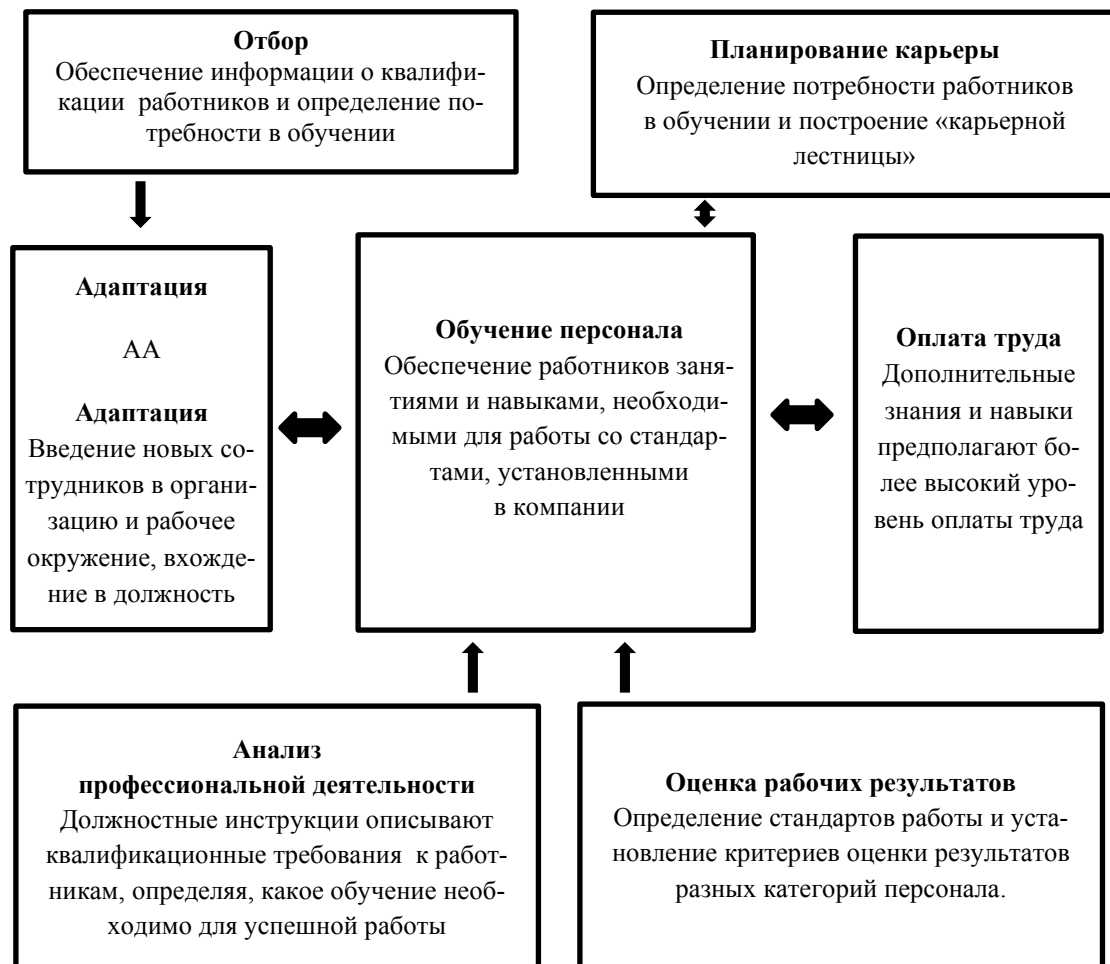 Отбор
Обеспечение информации о квалифи-
кации работников и определение по-
требности в обучении
Планирование карьеры
Определение потребности работников
в обучении и построение «карьерной
лестницы»
Адаптация
АА
Адаптация
Введение новых со-
трудников в органи-
зацию и рабочее
окружение, вхожде-
ние в должность
Обучение персонала
Обеспечение работников заня-
тиями и навыками, необходи-
мыми для работы со стандар-
тами, установленными
в компании
Оплата труда
Дополнительные
знания и навыки
предполагают бо-
лее высокий уро-
вень оплаты труда
Анализ
профессиональной деятельности
Должностные инструкции описывают
квалификационные требования к работ-
никам, определяя, какое обучение необ-
ходимо для успешной работы
Оценка рабочих результатов
Определение стандартов работы и уста-
новление критериев оценки результатов
разных категорий персонала.